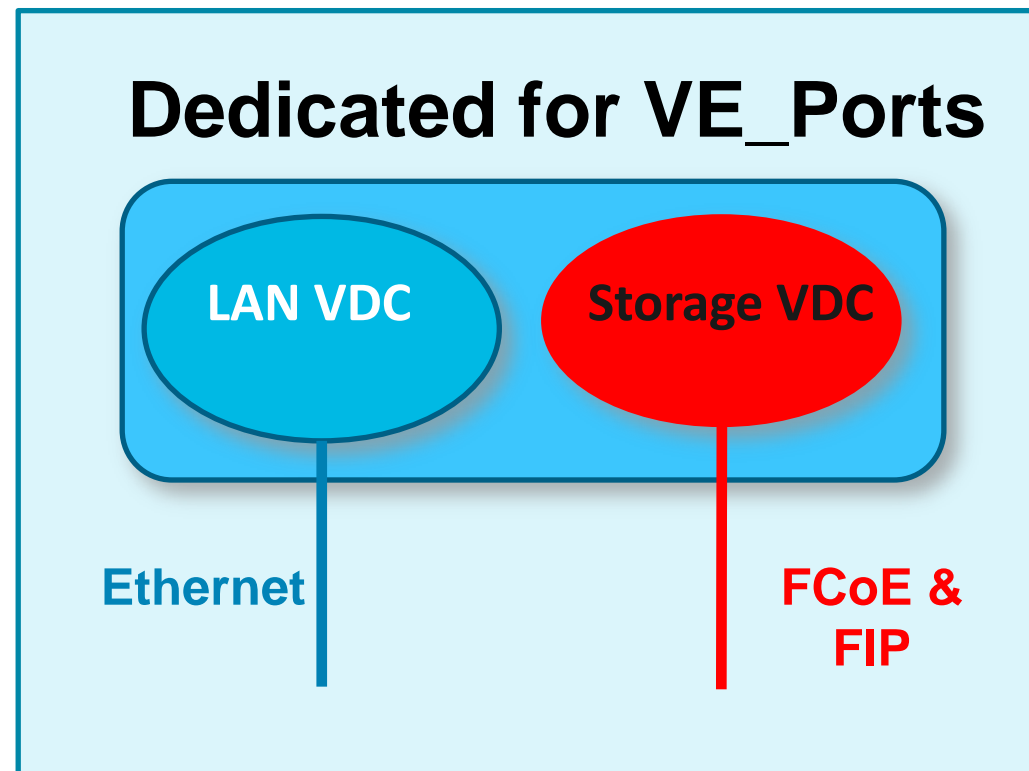 Dedicated for VE_Ports
LAN VDC
Storage VDC
Ethernet
FCoE &
FIP